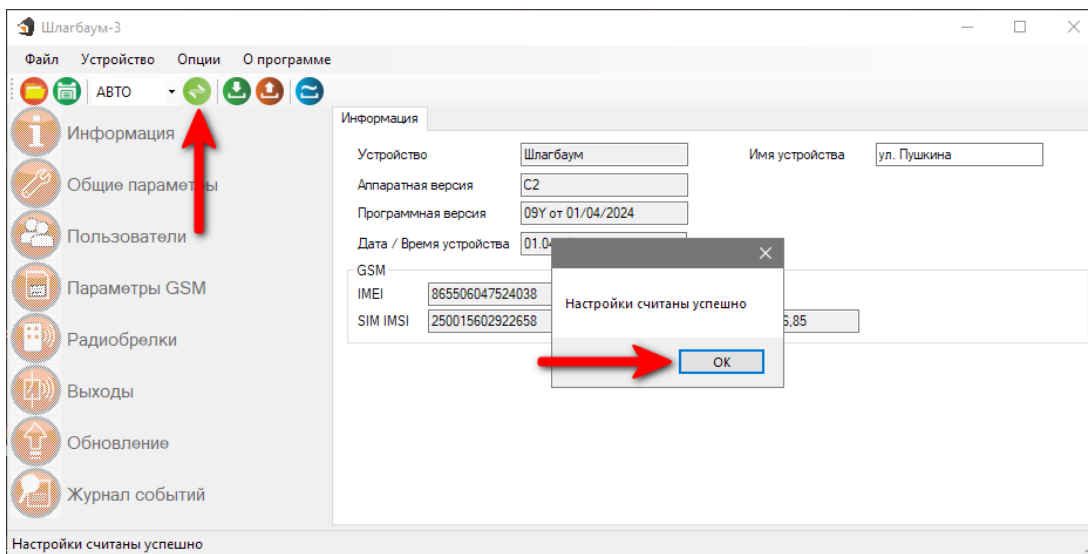 Шлагбаум-3
Файл Устройство Опции О программе
АВТО
Информация
Общие параметры
Пользователи
Параметры GSM
Радиобрелки
Выходы
Обновление
Журнал событий
Информация
Устройство Шлагбаум Имя устройства ул. Пушкина
Аппаратная версия C2
Программная версия 09Y от 01/04/2024
Дата / Время устройства
GSM
IMEI 865506047524038
SIM IMSI 250015602922658
Настройки считаны успешно
OK
Настройки считаны успешно